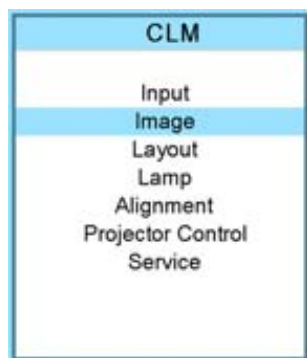 CLM
Input
Image
Layout
Lamp
Alignment
Projector Control
Service